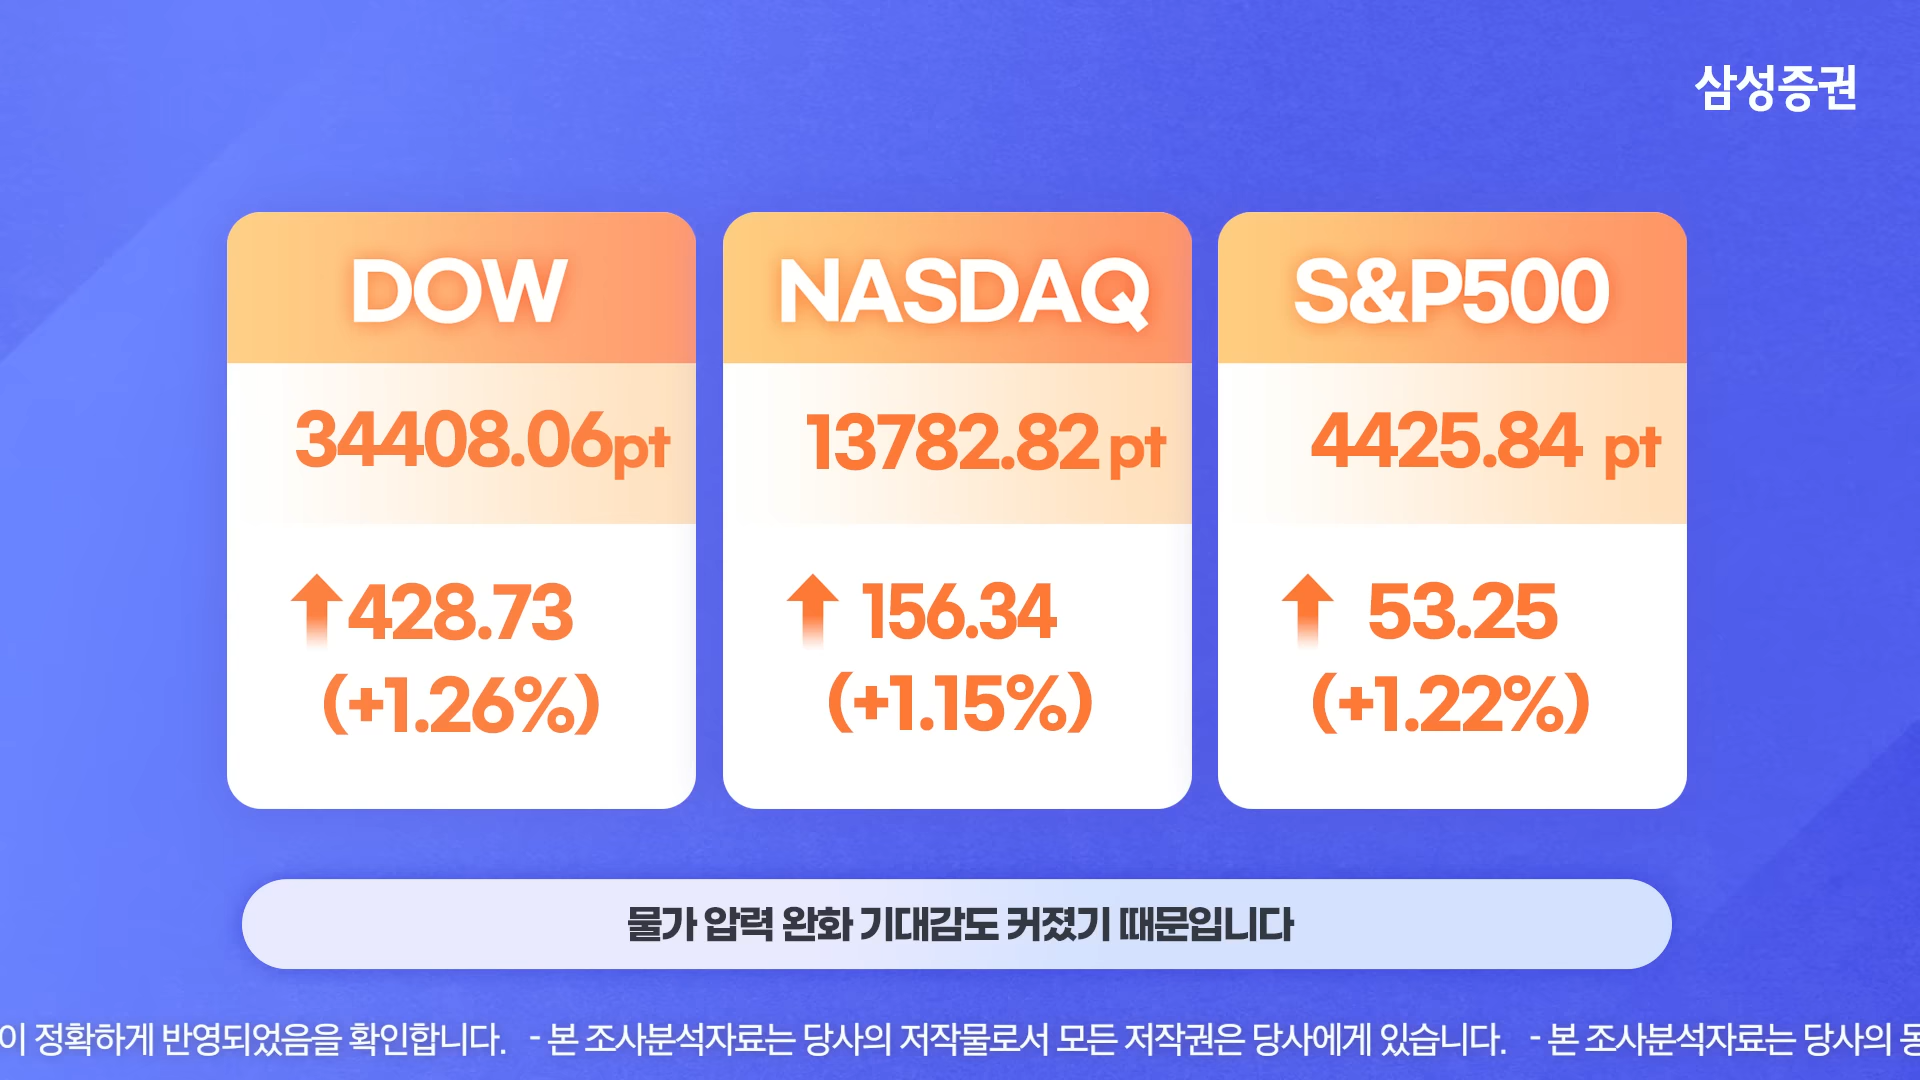 삼성증권
DOW
34408.06pt
428.73
(+1.26%)
NASDAQ
13782.82 pt
156.34
(+1.15%)
S&P500
4425.84 pt
53.25
(+1.22%)
물가 압력 완화 기대감도 커졌기 때문입니다
이 정확하게 반영되었음을 확인합니다. - 본 조사분석자료는 당사의 저작물로서 모든 저작권은 당사에게 있습니다. - 본 조사분석자료는 당사의 동